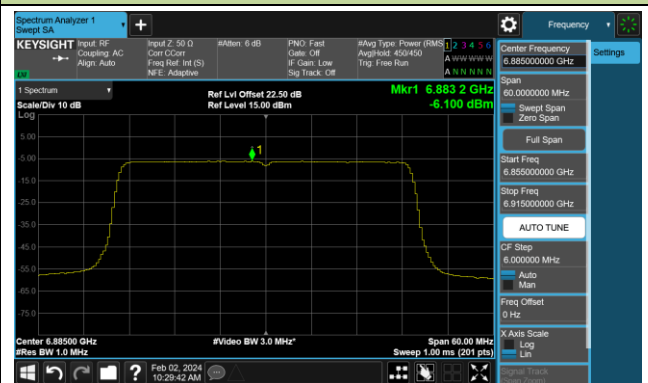 Spectrum Analyzer 1
Swept SA
Frequency
KEYSIGHT
Input: RF
Coupling: AC
Align: Auto
Input Z: 50 Ω
Corr CCorr
Freq Ref: Int (S)
NFE: Adaptive
#Atten: 6 dB
PNO: Fast
Gate: Off
IF Gain: Low
Sig Track: Off
#Avg Type: Power (RMS
Avg|Hold: 450/450
Trig: Free Run
1 2 3 4 5 6
A W W W W W
A N N N N N
LXI
1 Spectrum
Scale/Div 10 dB
Ref Lvl Offset 22.50 dB
Ref Level 15.00 dBm
Mkr1 6.883 2 GHz
-6.100 dBm
Log
5.00
-5.00
-15.0
-25.0
-35.0
-45.0
-55.0
-65.0
-75.0
1
Center 6.88500 GHz
#Res BW 1.0 MHz
#Video BW 3.0 MHz*
Span 60.00 MHz
Sweep 1.00 ms (201 pts)
Feb 02, 2024
10:29:42 AM
Center Frequency
6.885000000 GHz
Span
60.0000000 MHz
Swept Span
Zero Span
Full Span
Start Freq
6.855000000 GHz
Stop Freq
6.915000000 GHz
AUTO TUNE
CF Step
6.000000 MHz
Auto
Man
Freq Offset
0 Hz
X Axis Scale
Log
Lin
Signal Track
(Span Zoom)
Settings